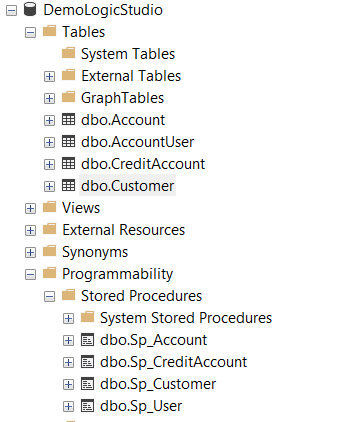 DemoLogicStudio
Tables
System Tables
External Tables
GraphTables
dbo.Account
dbo.AccountUser
dbo.CreditAccount
dbo.Customer
Views
External Resources
Synonyms
Programmability
Stored Procedures
System Stored Procedures
dbo.Sp_Account
dbo.Sp_CreditAccount
dbo.Sp_Customer
dbo.Sp_User